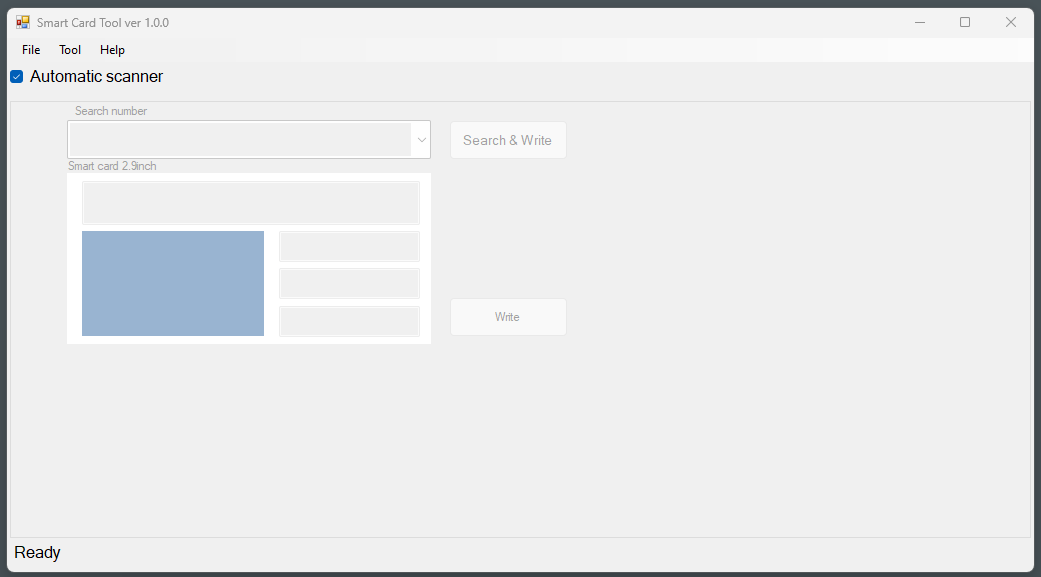 Smart Card Tool ver 1.0.0
File Tool Help
Automatic scanner
Search number
Search & Write
Smart card 2.9inch
Write
Ready